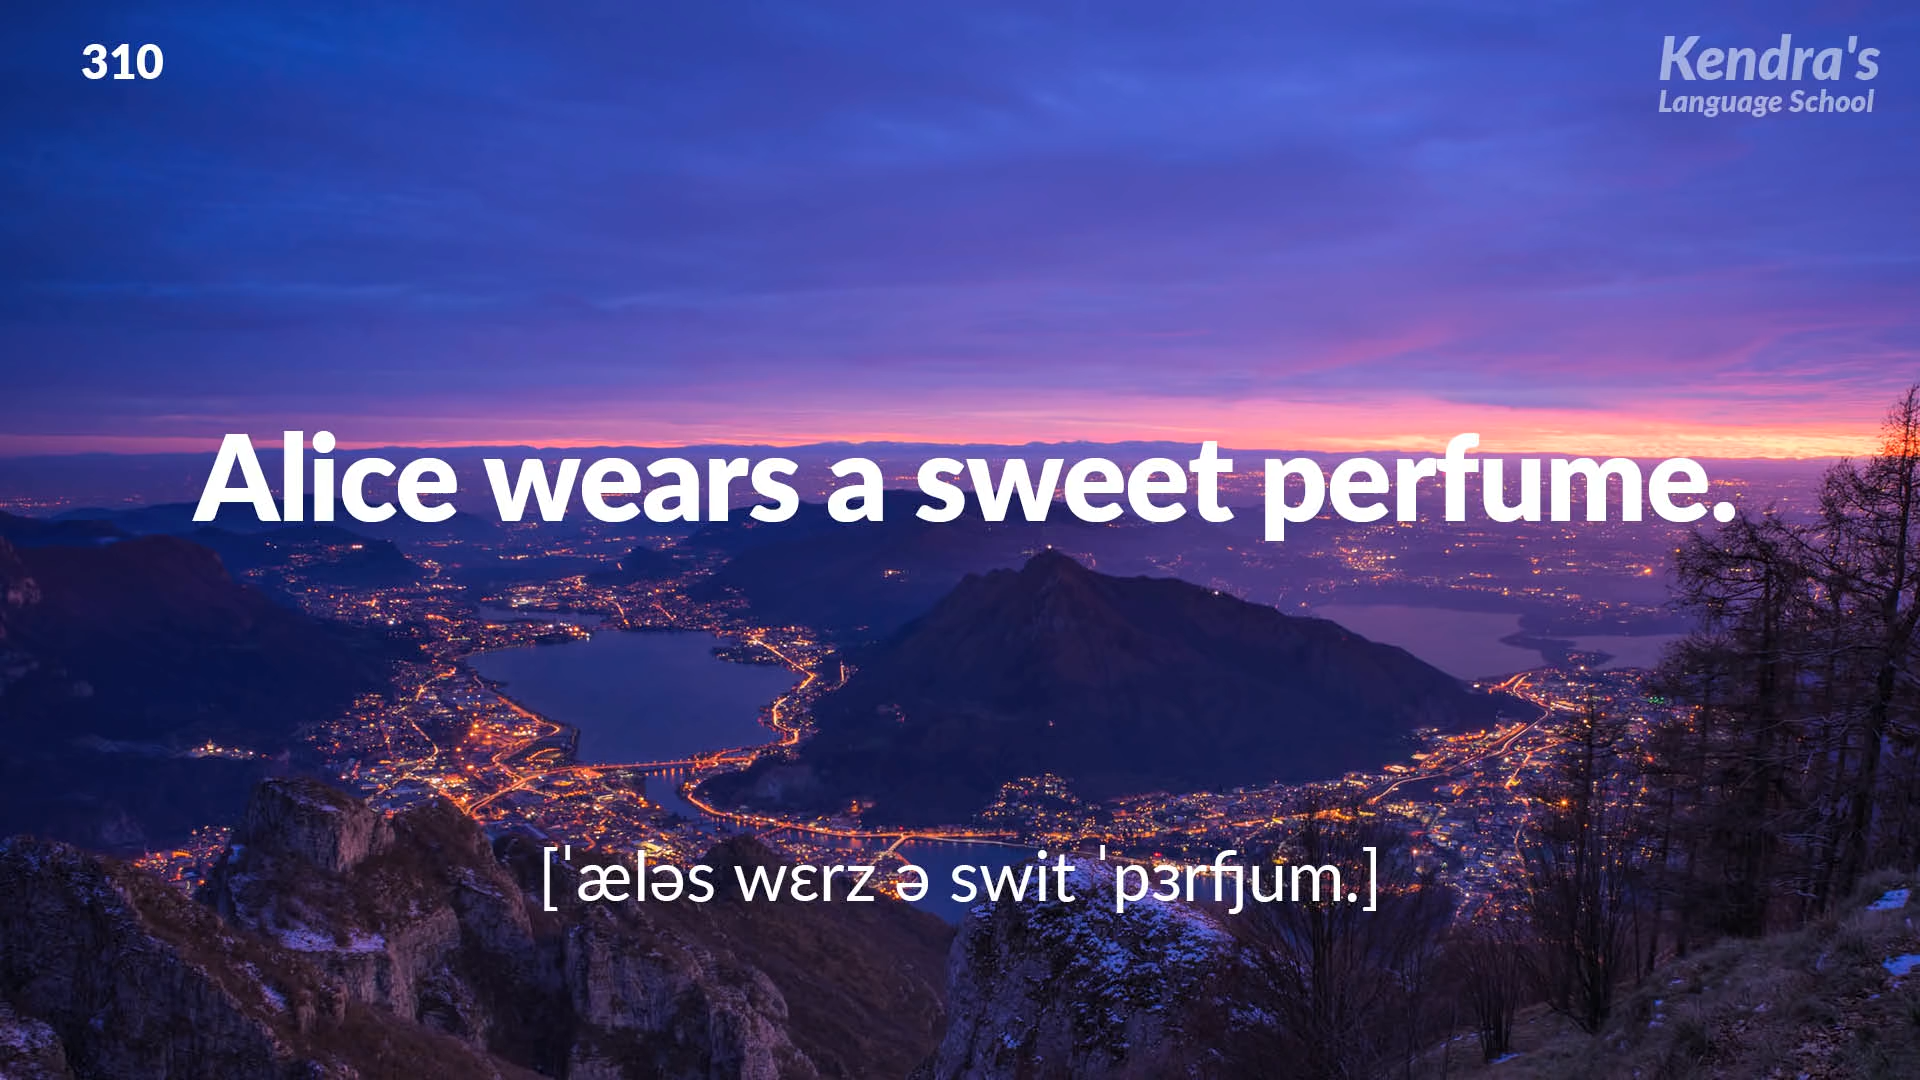 310
Kendra's
Language School
Alice wears a sweet perfume.
[ˈæləs wɛrz ə swit ˈpɜrfjum.]